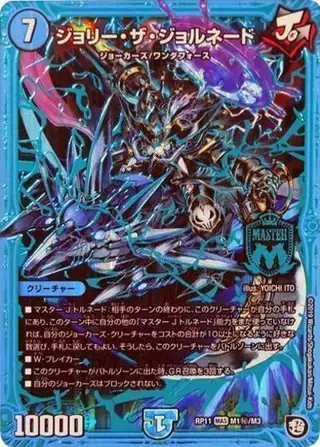 7
ジョリー・ザ・ジョルネード
ジョーカーズ/ワンダフォース
J
MASTER
illus. YOICHI ITO
クリーチャー
■ マスター J トルネード：相手のターンの終わりに、このクリーチャーが自分の手札
にあり、このターン中に自分の他の「マスター J トルネード」能力をまだ使っていなけ
れば、自分のジョーカーズ・クリーチャーをコストの合計が10以上になるように好きな
数選び、手札に戻してもよい。そうしたら、このクリーチャーをバトルゾーンに出す。
■ W・ブレイカー
■ このクリーチャーがバトルゾーンに出た時、GR召喚を3回する。
■ 自分のジョーカーズはブロックされない。
10000
J
RP11 MAS M1 /M3